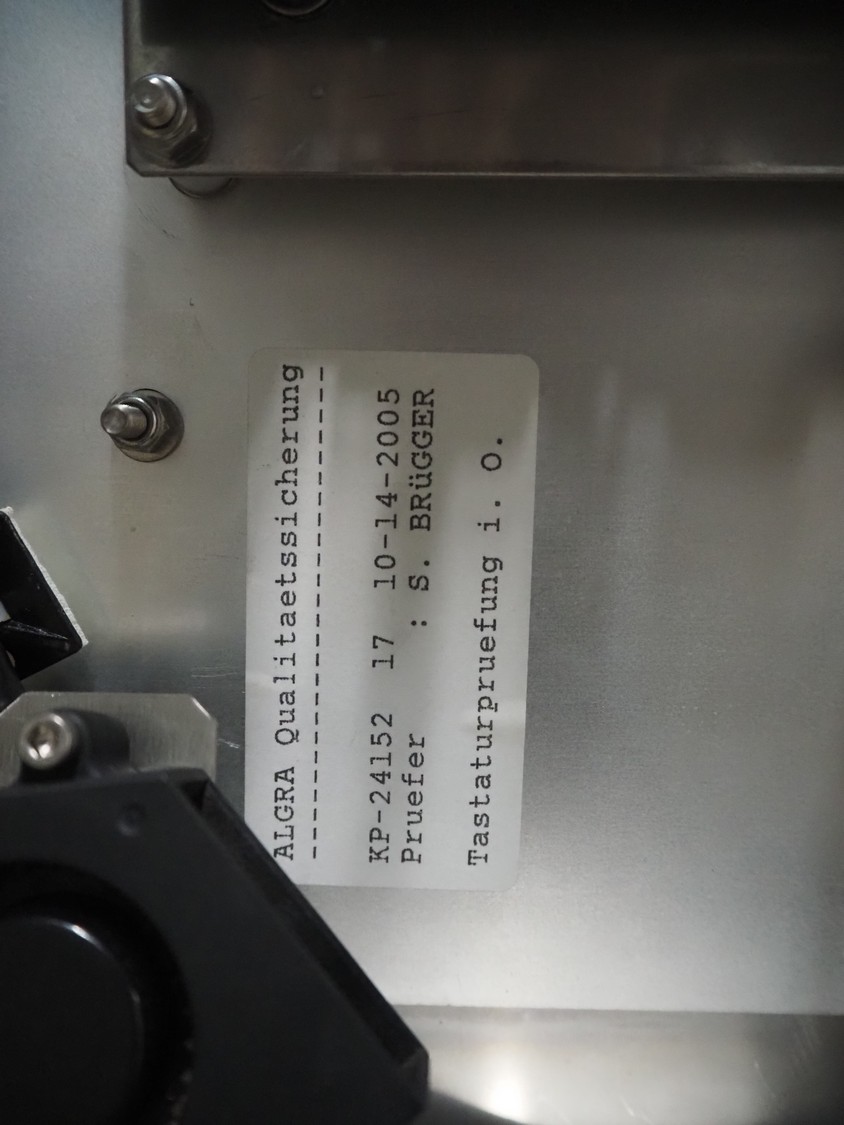 ALGRA Qualitaetssicherung
--------------------------------
KP-24152  17  10-14-2005
Pruefer      : S. BRüGGER
Tastaturpruefung i. O.